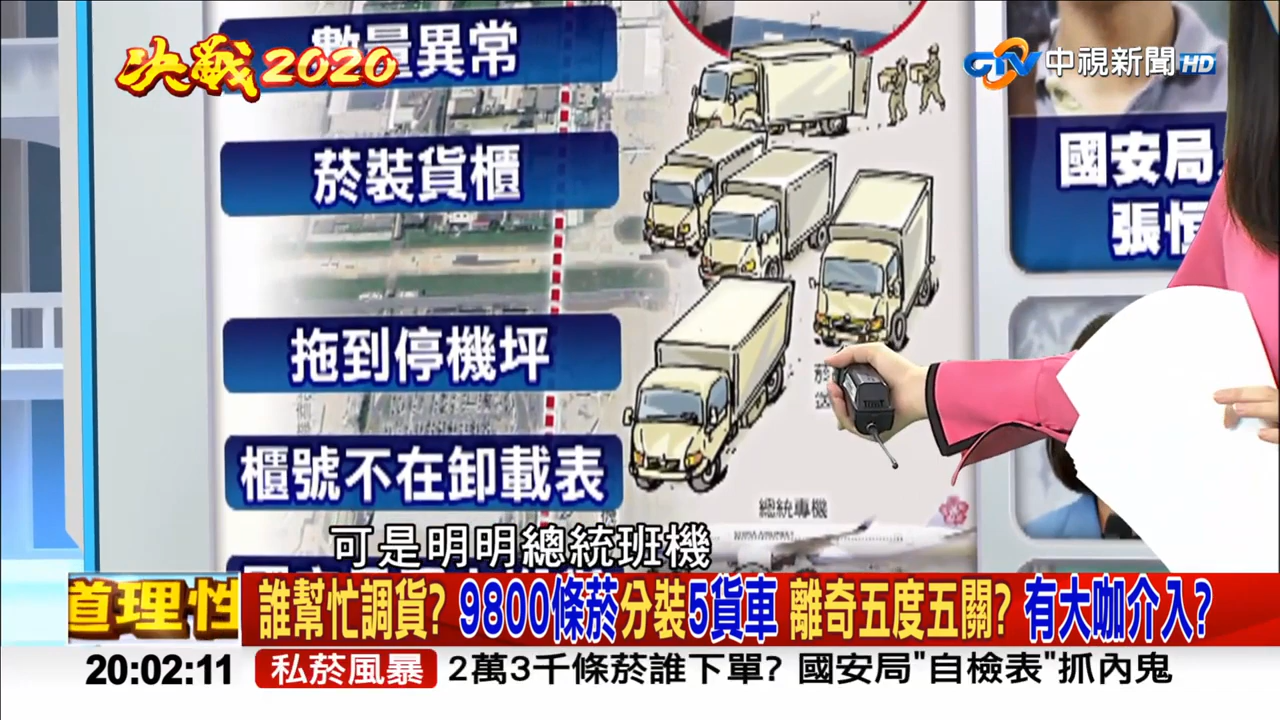 決戰2020
CTV中視新聞HD
數量異常
菸裝貨櫃
拖到停機坪
櫃號不在卸載表
國安局
張恒
總統專機
可是明明總統班機
道理性
誰幫忙調貨? 9800條菸分裝5貨車 離奇五度五關? 有大咖介入?
20:02:11
私菸風暴
2萬3千條菸誰下單? 國安局"自檢表"抓內鬼